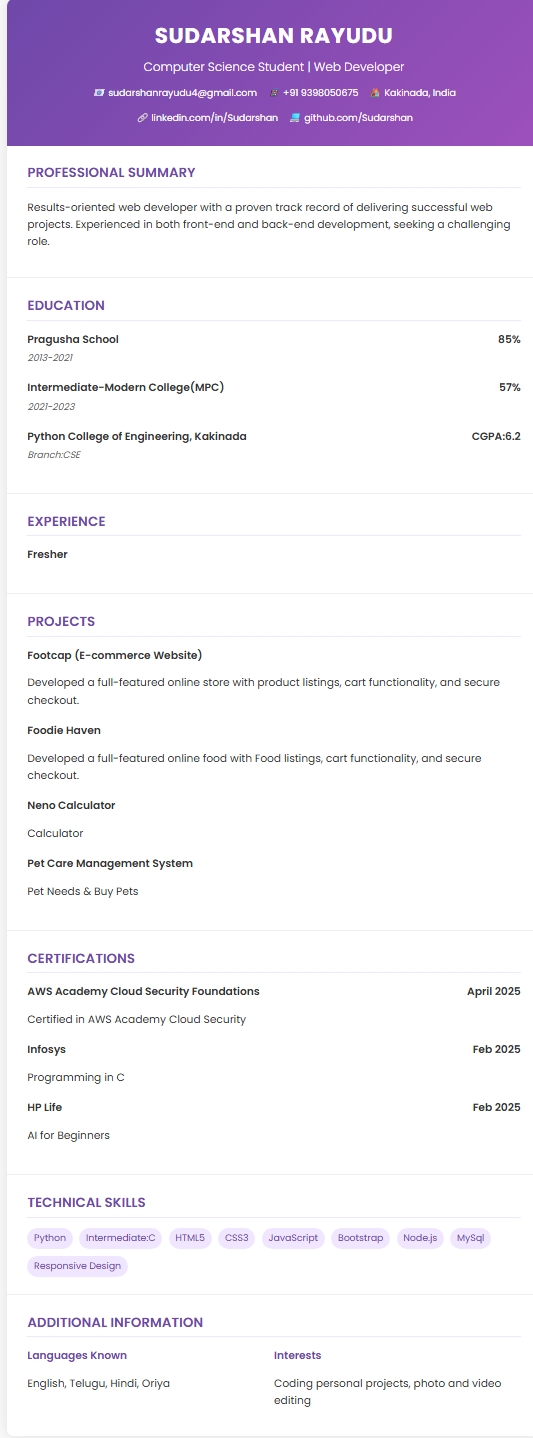 SUDARSHAN RAYUDU
Computer Science Student | Web Developer
sudarshanrayudu4@gmail.com +91 9398050675 Kakinada, India
linkedin.com/in/Sudarshan github.com/Sudarshan
PROFESSIONAL SUMMARY
Results-oriented web developer with a proven track record of delivering successful web
projects. Experienced in both front-end and back-end development, seeking a challenging
role.
EDUCATION
Pragusha School 85%
2013-2021
Intermediate-Modern College(MPC) 57%
2021-2023
Python College of Engineering, Kakinada CGPA:6.2
Branch:CSE
EXPERIENCE
Fresher
PROJECTS
Footcap (E-commerce Website)
Developed a full-featured online store with product listings, cart functionality, and secure
checkout.
Foodie Haven
Developed a full-featured online food with Food listings, cart functionality, and secure
checkout.
Neno Calculator
Calculator
Pet Care Management System
Pet Needs & Buy Pets
CERTIFICATIONS
AWS Academy Cloud Security Foundations April 2025
Certified in AWS Academy Cloud Security
Infosys Feb 2025
Programming in C
HP Life Feb 2025
AI for Beginners
TECHNICAL SKILLS
Python Intermediate:C HTML5 CSS3 JavaScript Bootstrap Node.js MySql
Responsive Design
ADDITIONAL INFORMATION
Languages Known Interests
English, Telugu, Hindi, Oriya Coding personal projects, photo and video
editing